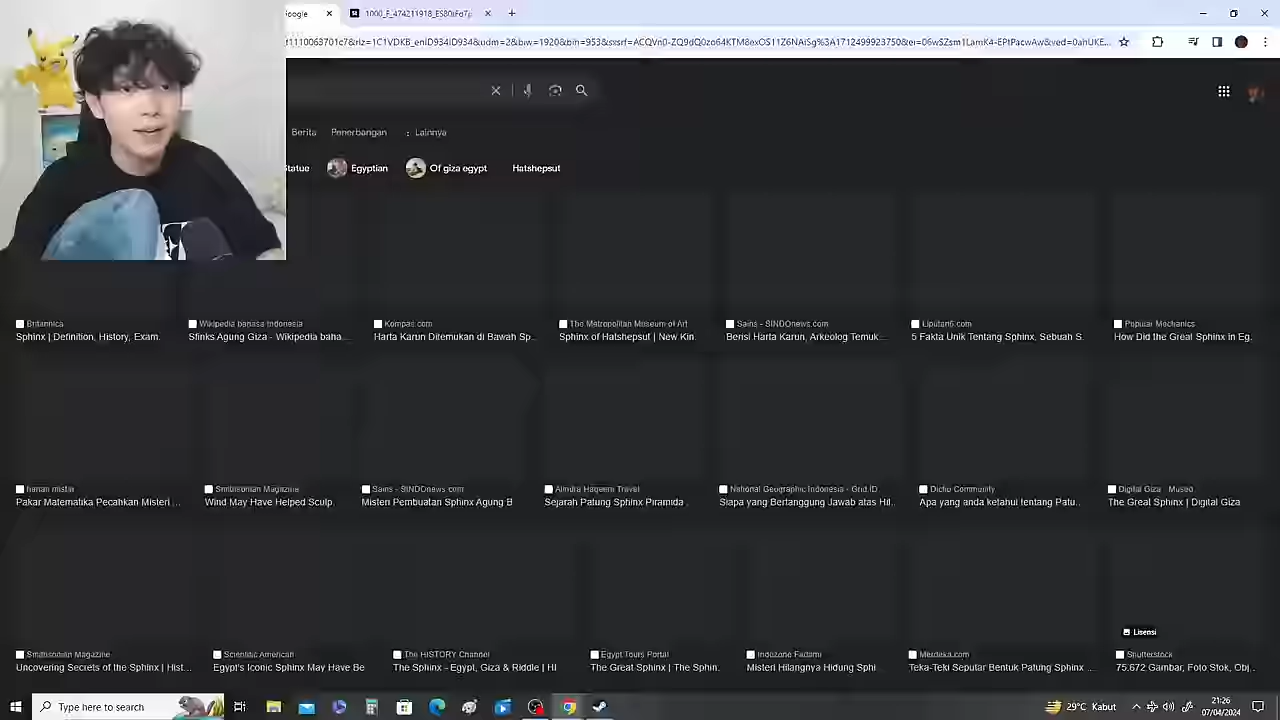 Google
Berita Penerbangan : Lainnya
Statue Egyptian Of giza egypt Hatshepsut
Britannica
Sphinx | Definition, History, Exam.
Wikipedia bahasa Indonesia
Sfinks Agung Giza - Wikipedia baha...
Kompas.com
Harta Karun Ditemukan di Bawah Sp...
The Metropolitan Museum of Art
Sphinx of Hatshepsut | New Kin.
Sains - SINDOnews.com
Berisi Harta Karun, Arkeolog Temuk...
Liputan6.com
5 Fakta Unik Tentang Sphinx, Sebuah S.
Popular Mechanics
How Did the Great Sphinx in Eg.
Pakar Matematika Pecahkan Misteri ...
Smithsonian Magazine
Wind May Have Helped Sculp.
Sains - SINDOnews.com
Misteri Pembuatan Sphinx Agung B
Sejarah Patung Sphinx Piramida .
National Geographic Indonesia - Grid.ID
Siapa yang Bertanggung Jawab atas Hil..
Dictio Community
Apa yang anda ketahui tentang Patu..
Digital Giza
The Great Sphinx | Digital Giza
Lisensi
Smithsonian Magazine
Uncovering Secrets of the Sphinx | Hist...
Scientific American
Egypt's Iconic Sphinx May Have Be
The HISTORY Channel
The Sphinx - Egypt, Giza & Riddle | HI
Egypt Tours Portal
The Great Sphinx | The Sphin.
Indozone Fadami
Misteri Hilangnya Hidung Sphi..
Merdeka.com
Teka-Teki Seputar Bentuk Patung Sphinx ...
Shutterstock
75.672 Gambar, Foto Stok, Obj..
Type here to search
29°C Kabut
21:26
07/04/2024